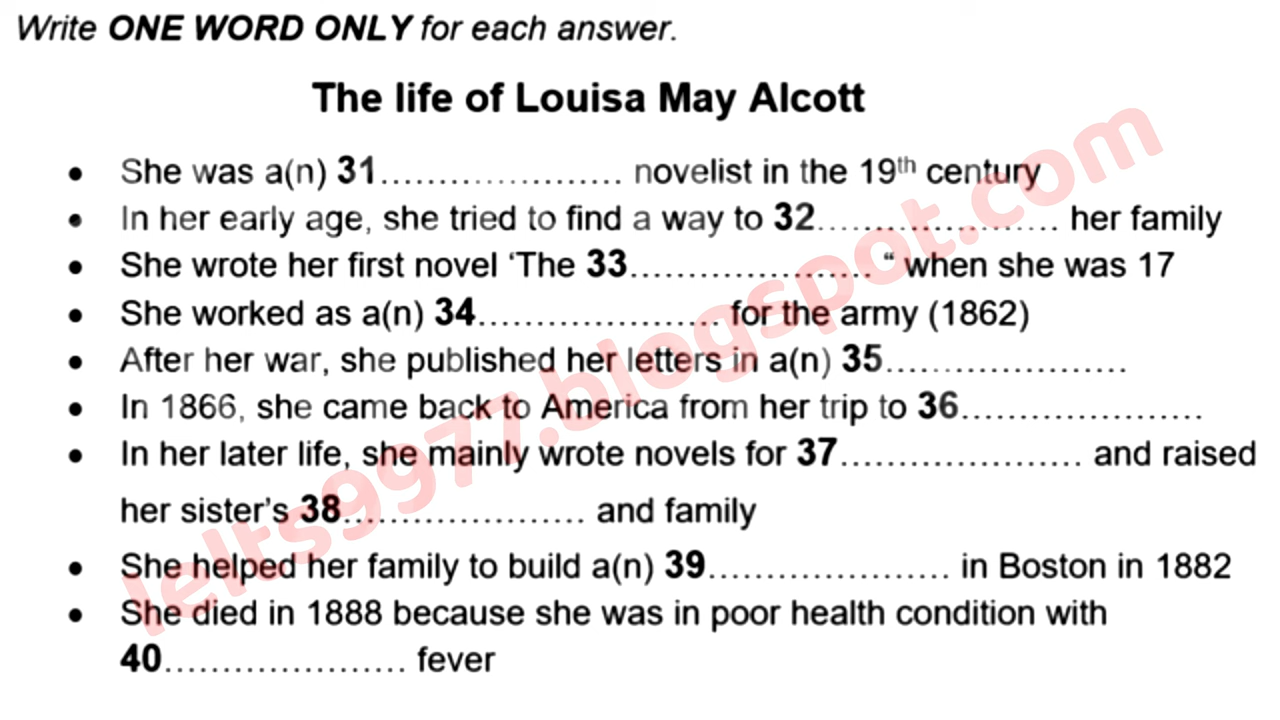 Write ONE WORD ONLY for each answer.
The life of Louisa May Alcott
• She was a(n) 31..................... novelist in the 19th century
• In her early age, she tried to find a way to 32..................... her family
• She wrote her first novel ‘The 33..................... “ when she was 17
• She worked as a(n) 34..................... for the army (1862)
• After her war, she published her letters in a(n) 35.....................
• In 1866, she came back to America from her trip to 36.....................
• In her later life, she mainly wrote novels for 37..................... and raised
her sister’s 38..................... and family
• She helped her family to build a(n) 39..................... in Boston in 1882
• She died in 1888 because she was in poor health condition with
40..................... fever
Ielts9977.blogspot.com